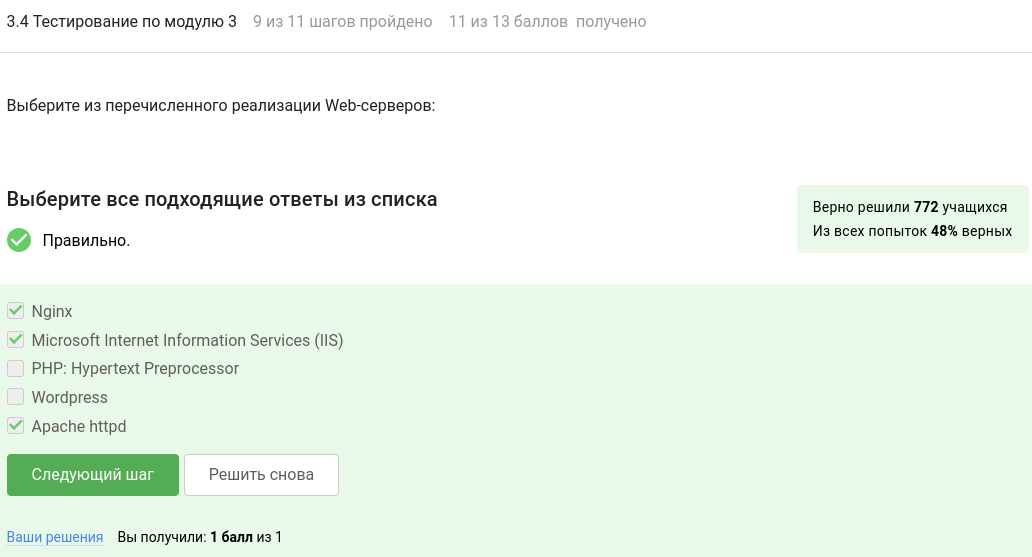 3.4 Тестирование по модулю 3 9 из 11 шагов пройдено 11 из 13 баллов получено
Выберите из перечисленного реализации Web-серверов:
Выберите все подходящие ответы из списка
Верно решили 772 учащихся
Из всех попыток 48% верных
Правильно.
Nginx
Microsoft Internet Information Services (IIS)
PHP: Hypertext Preprocessor
Wordpress
Apache httpd
Следующий шаг Решить снова
Ваши решения Вы получили: 1 балл из 1